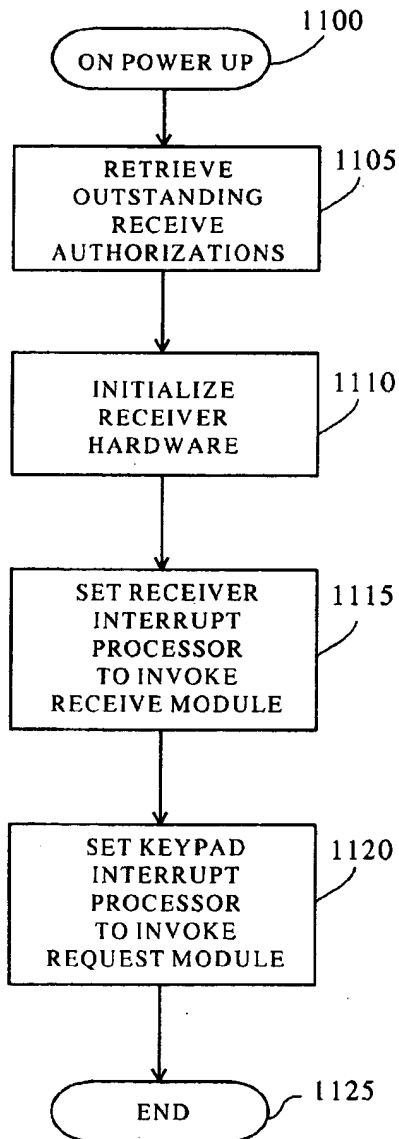 1100
ON POWER UP
1105
RETRIEVE
OUTSTANDING
RECEIVE
AUTHORIZATIONS
1110
INITIALIZE
RECEIVER
HARDWARE
1115
SET RECEIVER
INTERRUPT
PROCESSOR
TO INVOKE
RECEIVE MODULE
1120
SET KEYPAD
INTERRUPT
PROCESSOR
TO INVOKE
REQUEST MODULE
1125
END